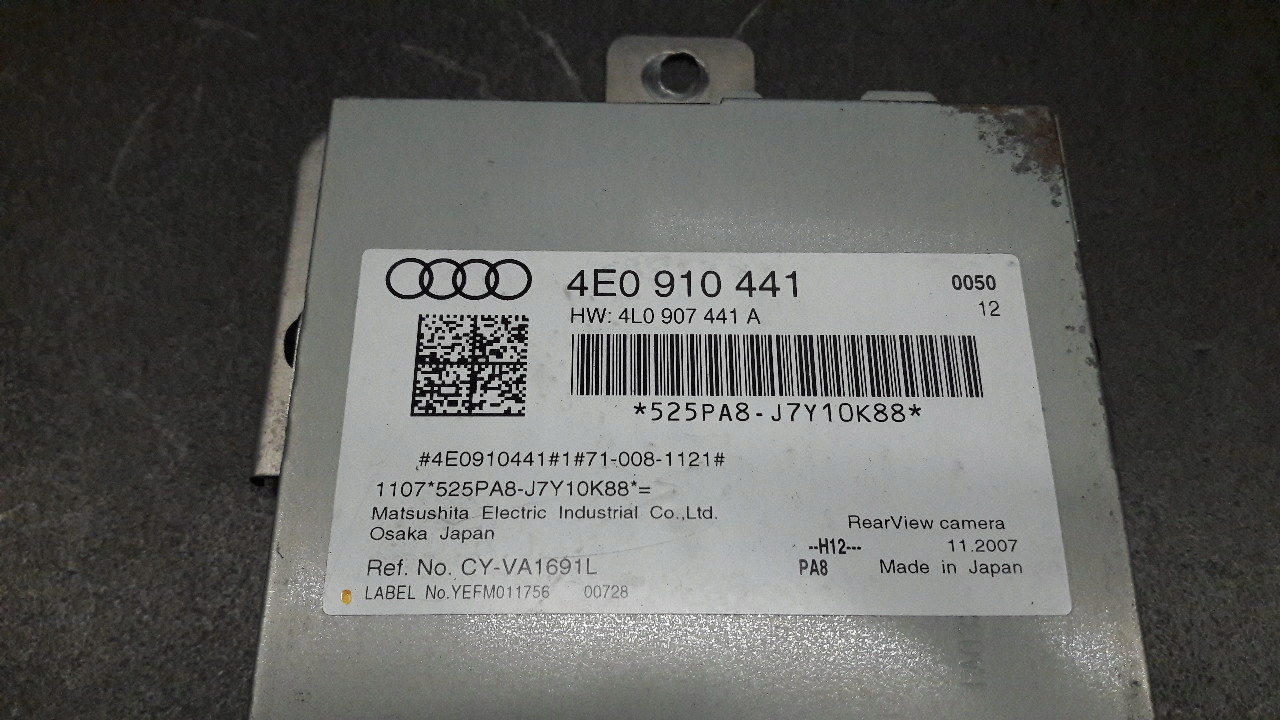 4E0 910 441 0050
HW: 4L0 907 441 A 12
*525PA8-J7Y10K88*
#4E0910441#1#71-008-1121#
1107*525PA8-J7Y10K88*=
Matsushita Electric Industrial Co.,Ltd.
Osaka Japan
RearView camera
--H12--- 11.2007
Ref. No. CY-VA1691L PA8 Made in Japan
LABEL No.YEFM011756 00728